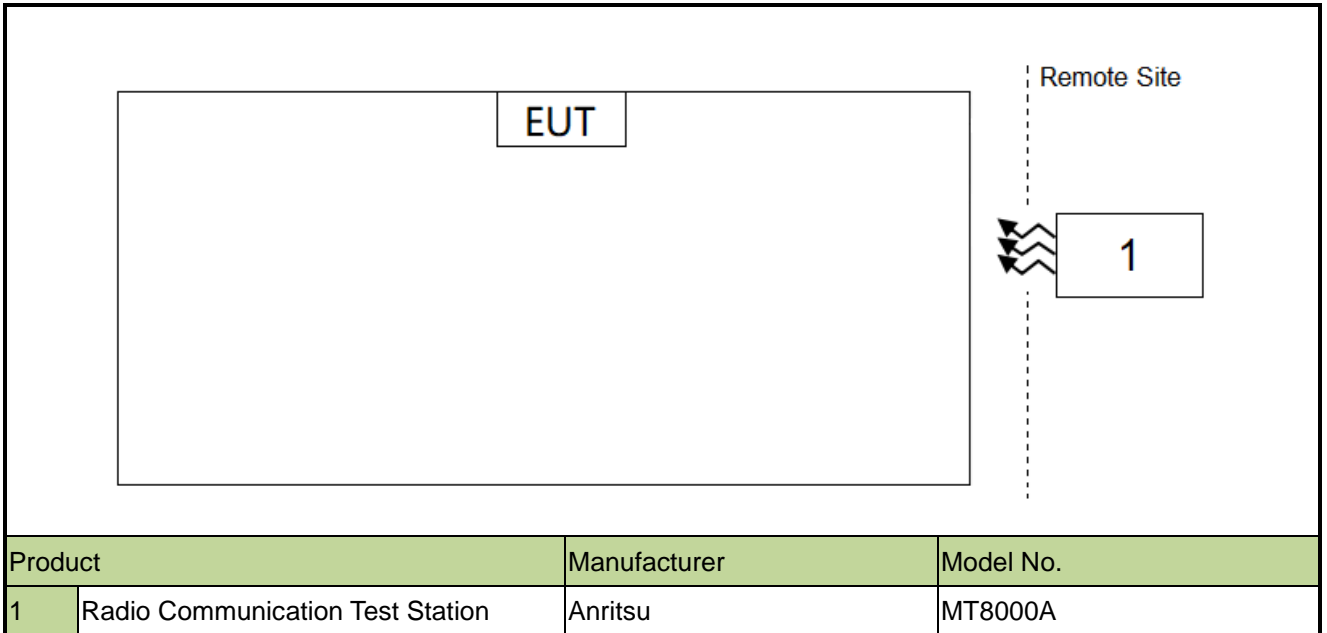 Remote Site
EUT
1
Product Manufacturer Model No.
1 Radio Communication Test Station Anritsu MT8000A